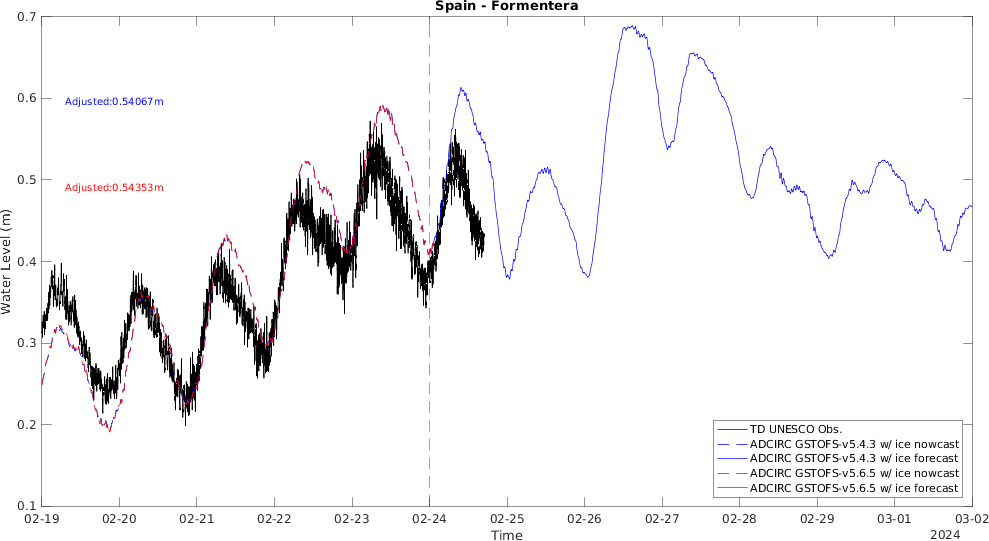 Spain - Formentera
0.7
0.6
0.5
0.4
0.3
0.2
0.1
Water Level (m)
Adjusted:0.54067m
Adjusted:0.54353m
TD UNESCO Obs.
ADCIRC GSTOFS-v5.4.3 w/ ice nowcast
ADCIRC GSTOFS-v5.4.3 w/ ice forecast
ADCIRC GSTOFS-v5.6.5 w/ ice nowcast
ADCIRC GSTOFS-v5.6.5 w/ ice forecast
02-19 02-20 02-21 02-22 02-23 02-24 02-25 02-26 02-27 02-28 02-29 03-01 03-02
Time
2024